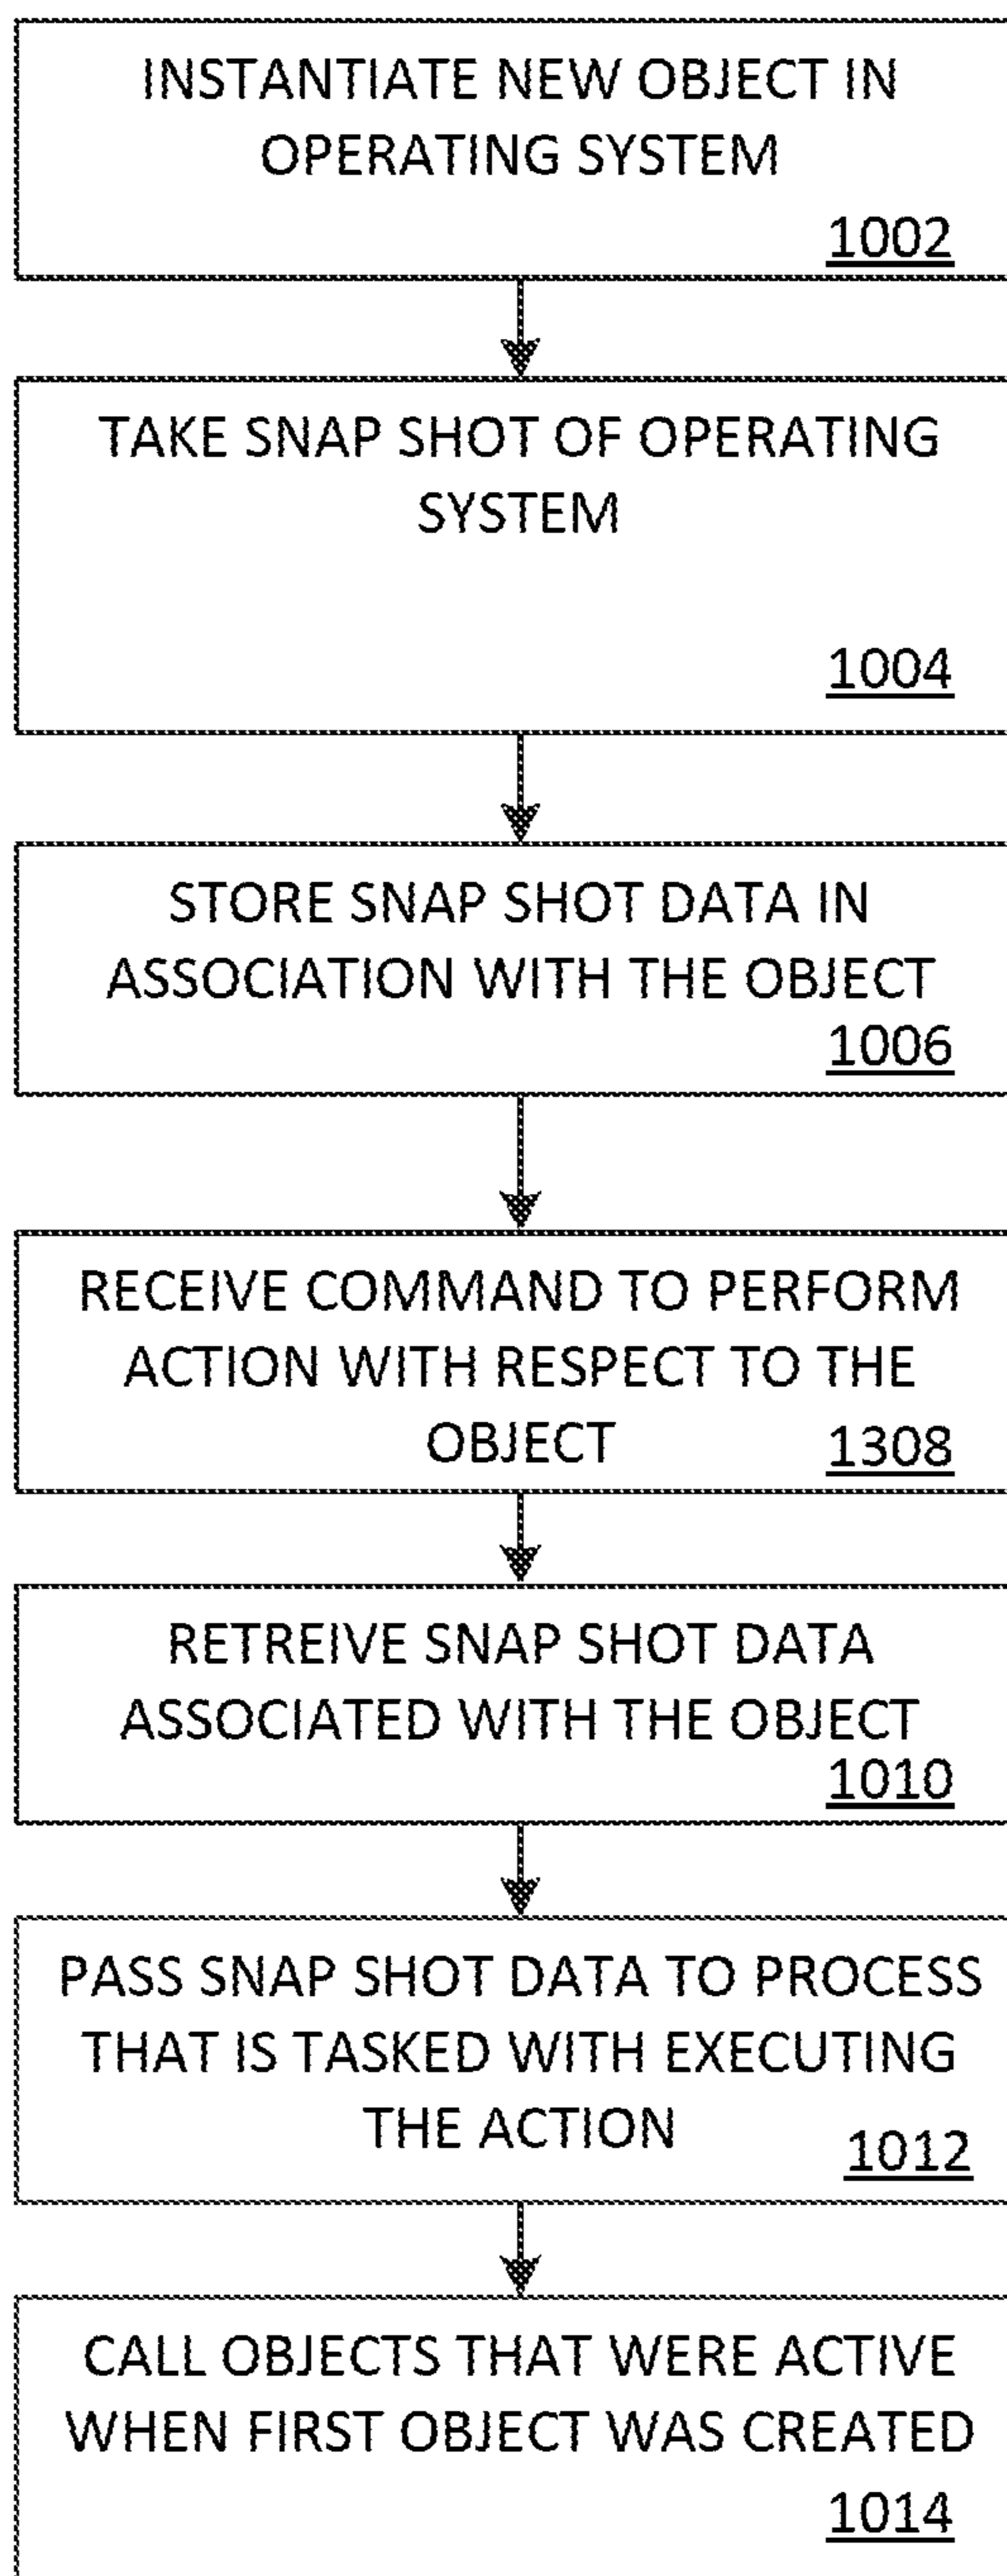 INSTANTIATE NEW OBJECT IN
OPERATING SYSTEM
1002
TAKE SNAP SHOT OF OPERATING
SYSTEM
1004
STORE SNAP SHOT DATA IN
ASSOCIATION WITH THE OBJECT
1006
RECEIVE COMMAND TO PERFORM
ACTION WITH RESPECT TO THE
OBJECT 1308
RETREIVE SNAP SHOT DATA
ASSOCIATED WITH THE OBJECT
1010
PASS SNAP SHOT DATA TO PROCESS
THAT IS TASKED WITH EXECUTING
THE ACTION
1012
CALL OBJECTS THAT WERE ACTIVE
WHEN FIRST OBJECT WAS CREATED
1014